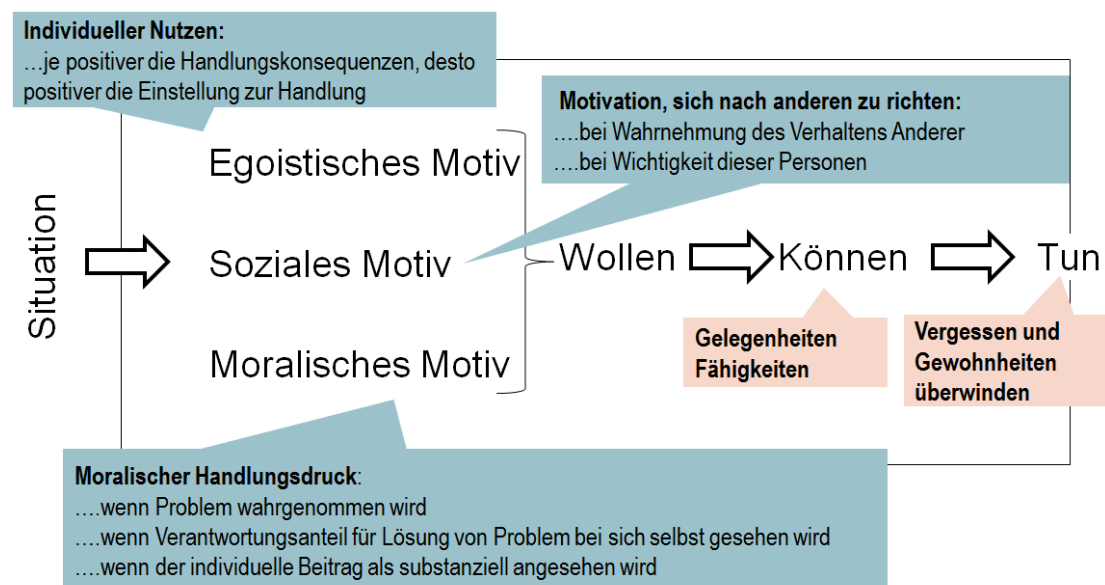 Individueller Nutzen:
…je positiver die Handlungskonsequenzen, desto
positiver die Einstellung zur Handlung
Motivation, sich nach anderen zu richten:
….bei Wahrnehmung des Verhaltens Anderer
….bei Wichtigkeit dieser Personen
Situation
Egoistisches Motiv
Soziales Motiv
Moralisches Motiv
Wollen
Können
Tun
Gelegenheiten
Fähigkeiten
Vergessen und
Gewohnheiten
überwinden
Moralischer Handlungsdruck:
….wenn Problem wahrgenommen wird
….wenn Verantwortungsanteil für Lösung von Problem bei sich selbst gesehen wird
….wenn der individuelle Beitrag als substanziell angesehen wird